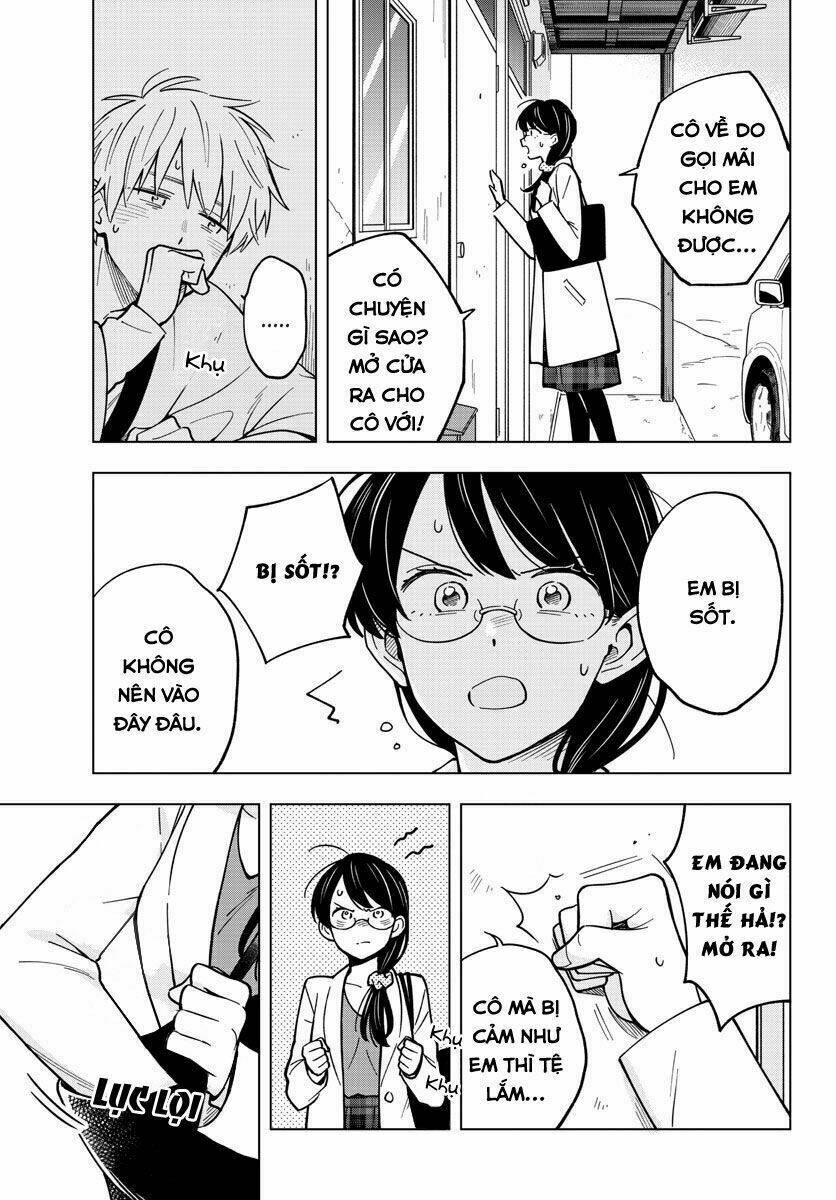 CÔ VỀ DO
GỌI MÃI
CHO EM
KHÔNG
ĐƯỢC...
CÓ
CHUYỆN
GÌ SAO?
MỞ CỬA
RA CHO
CÔ VỚI!
.....
Khụ
EM BỊ
SỐT.
BỊ SỐT!?
CÔ
KHÔNG
NÊN VÀO
ĐÂY ĐÂU.
EM ĐANG
NÓI GÌ
THẾ HẢ!?
MỞ RA!
CÔ MÀ BỊ
CẢM NHƯ
EM THÌ TỆ
LẮM...
Khụ
Khụ
LỤC LỌI